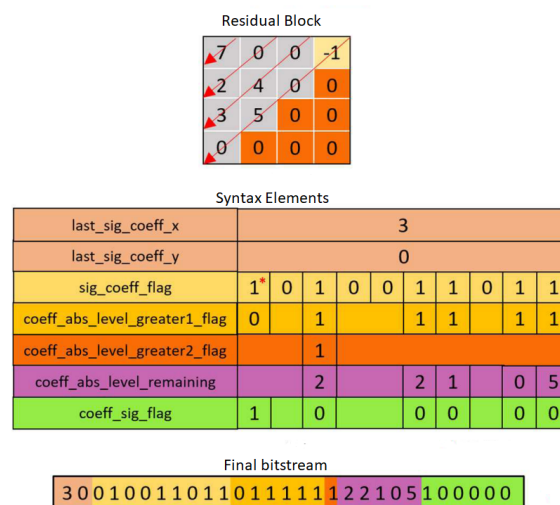 Residual Block
7 0 0 -1
2 4 0 0
3 5 0 0
0 0 0 0
Syntax Elements
last_sig_coeff_x 3
last_sig_coeff_y 0
sig_coeff_flag 1* 0 1 0 0 1 1 0 1 1
coeff_abs_level_greater1_flag 0 1 1 1 1 1
coeff_abs_level_greater2_flag 1
coeff_abs_level_remaining 2 2 1 0 5
coeff_sig_flag 1 0 0 0 0 0
Final bitstream
3 0 0 1 0 0 1 1 0 1 1 0 1 1 1 1 1 1 2 2 1 0 5 1 0 0 0 0 0